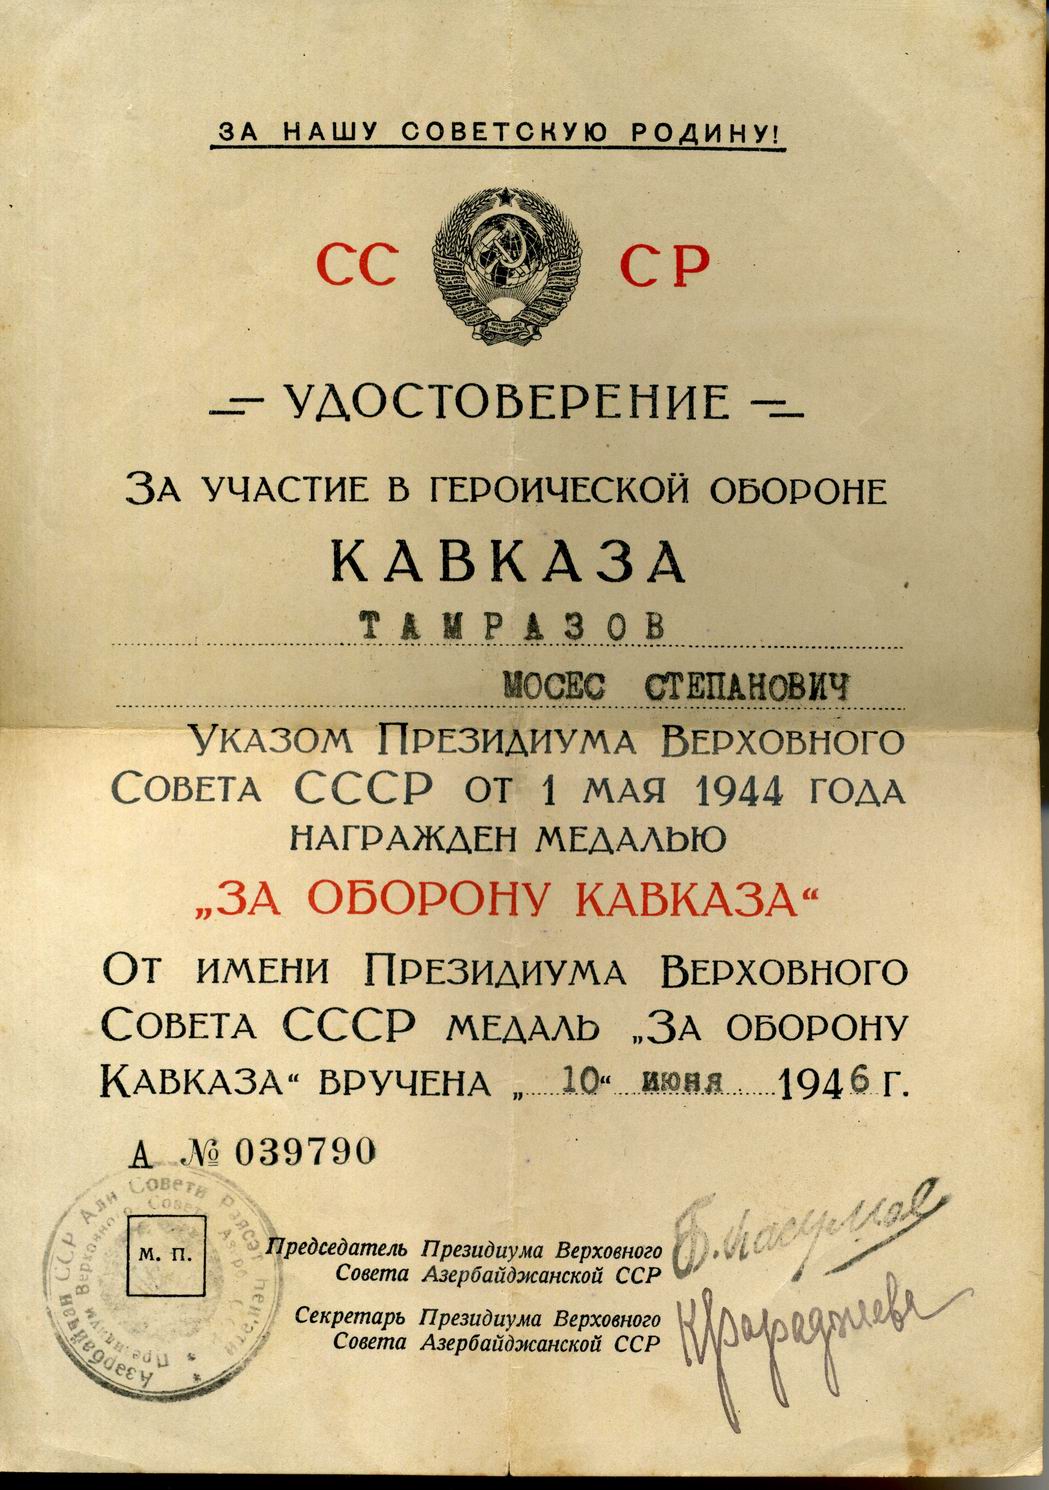 ЗА НАШУ СОВЕТСКУЮ РОДИНУ!
СС СР
УДОСТОВЕРЕНИЕ
ЗА УЧАСТИЕ В ГЕРОИЧЕСКОЙ ОБОРОНЕ
КАВКАЗА
ТАМРАЗОВ
МОСЕС СТЕПАНОВИЧ
УКАЗОМ ПРЕЗИДИУМА ВЕРХОВНОГО
СОВЕТА СССР ОТ 1 МАЯ 1944 ГОДА
НАГРАЖДЕН МЕДАЛЬЮ
„ЗА ОБОРОНУ КАВКАЗА“
ОТ ИМЕНИ ПРЕЗИДИУМА ВЕРХОВНОГО
СОВЕТА СССР МЕДАЛЬ „ЗА ОБОРОНУ
КАВКАЗА“ ВРУЧЕНА „10“ июня 1946 Г.
А № 039790
М. П.
Председатель Президиума Верховного
Совета Азербайджанской ССР
Секретарь Президиума Верховного
Совета Азербайджанской ССР